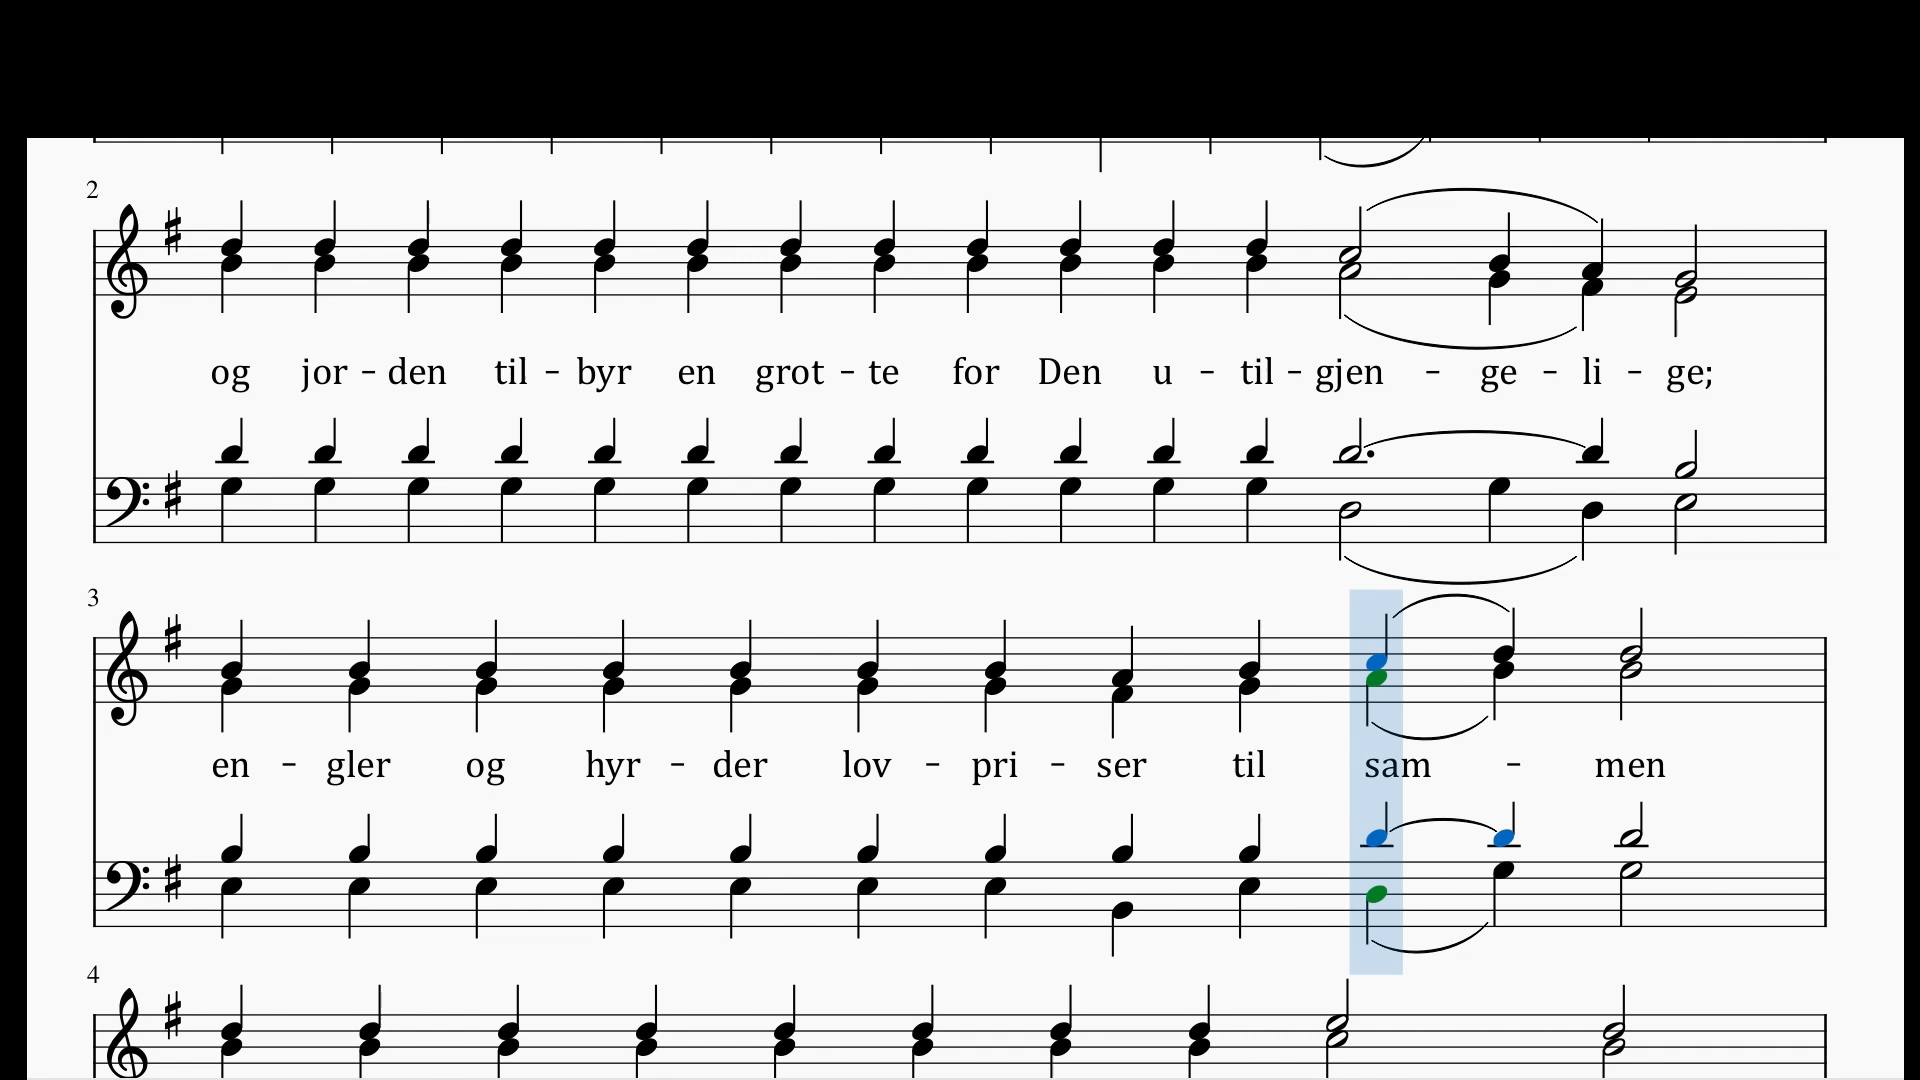 2
og jor - den til - byr en grot - te for Den u - til - gjen - ge - li - ge;
3
en - gler og hyr - der lov - pri - ser til sam - men
4